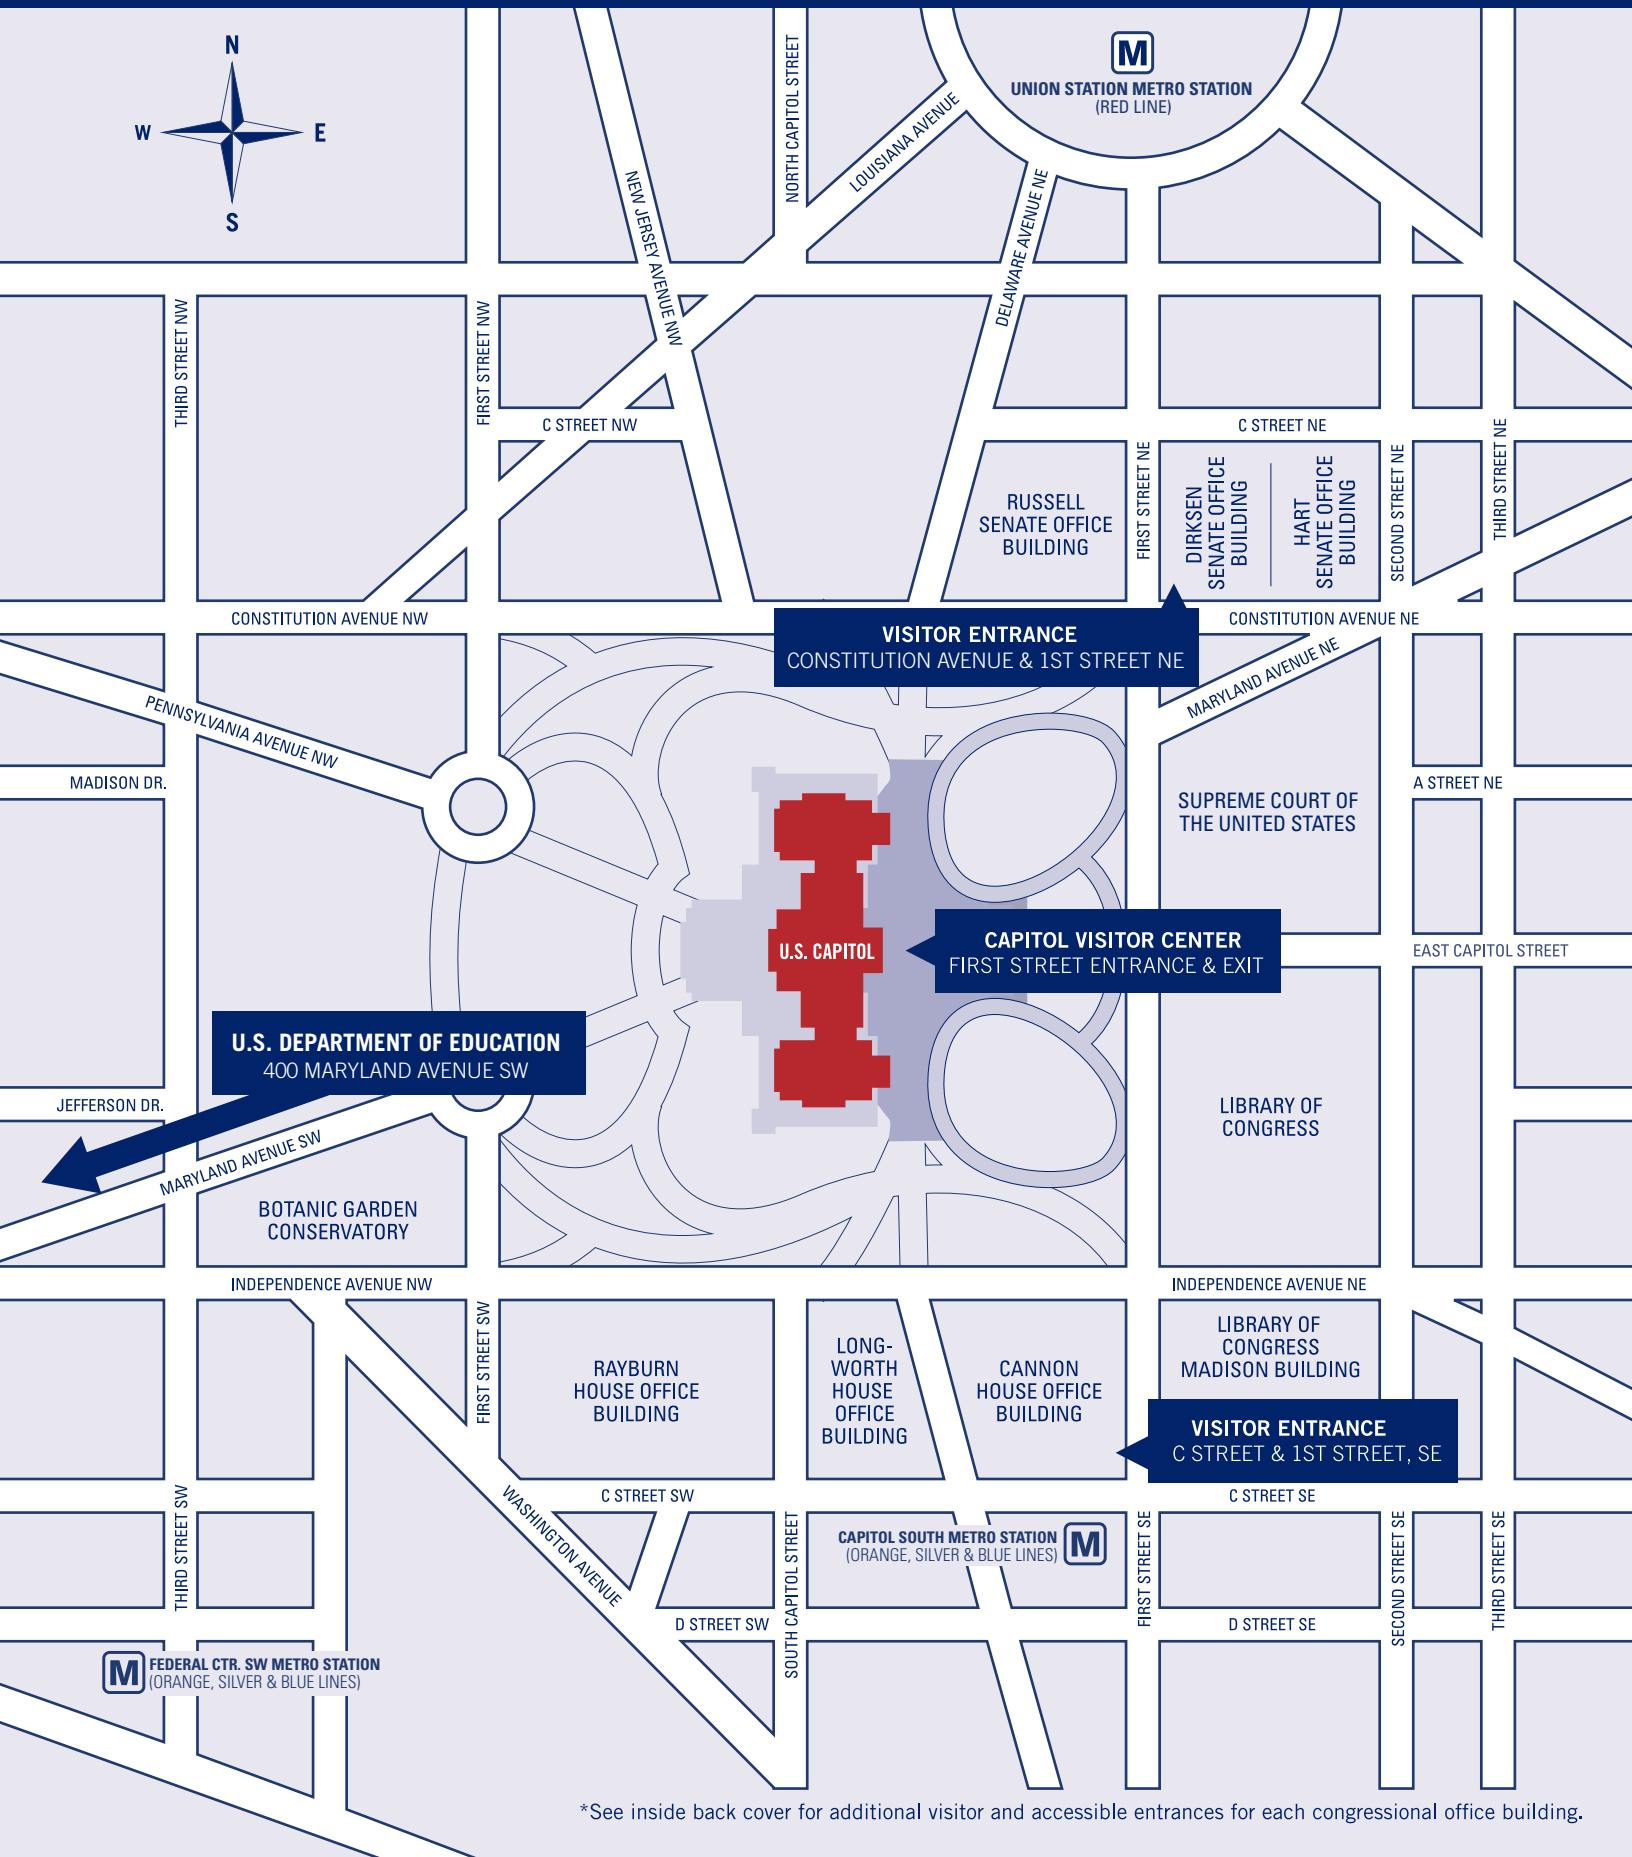 N
W
E
S
M
UNION STATION METRO STATION
(RED LINE)
NORTH CAPITOL STREET
LOUISIANA AVENUE
NEW JERSEY AVENUE NW
DELAWARE AVENUE NE
THIRD STREET NW
FIRST STREET NW
C STREET NW
C STREET NE
FIRST STREET NE
SECOND STREET NE
THIRD STREET NE
RUSSELL
SENATE OFFICE
BUILDING
DIRKSEN
SENATE OFFICE
BUILDING
HART
SENATE OFFICE
BUILDING
CONSTITUTION AVENUE NW
CONSTITUTION AVENUE NE
VISITOR ENTRANCE
CONSTITUTION AVENUE & 1ST STREET NE
MARYLAND AVENUE NE
PENNSYLVANIA AVENUE NW
MADISON DR.
A STREET NE
SUPREME COURT OF
THE UNITED STATES
U.S. CAPITOL
CAPITOL VISITOR CENTER
FIRST STREET ENTRANCE & EXIT
EAST CAPITOL STREET
U.S. DEPARTMENT OF EDUCATION
400 MARYLAND AVENUE SW
JEFFERSON DR.
MARYLAND AVENUE SW
LIBRARY OF
CONGRESS
BOTANIC GARDEN
CONSERVATORY
INDEPENDENCE AVENUE NW
INDEPENDENCE AVENUE NE
FIRST STREET SW
RAYBURN
HOUSE OFFICE
BUILDING
LONG-
WORTH
HOUSE
OFFICE
BUILDING
CANNON
HOUSE OFFICE
BUILDING
LIBRARY OF
CONGRESS
MADISON BUILDING
VISITOR ENTRANCE
C STREET & 1ST STREET, SE
THIRD STREET SW
WASHINGTON AVENUE
C STREET SW
C STREET SE
SOUTH CAPITOL STREET
CAPITOL SOUTH METRO STATION
(ORANGE, SILVER & BLUE LINES)
M
FIRST STREET SE
SECOND STREET SE
THIRD STREET SE
D STREET SW
D STREET SE
M
FEDERAL CTR. SW METRO STATION
(ORANGE, SILVER & BLUE LINES)
*See inside back cover for additional visitor and accessible entrances for each congressional office building.